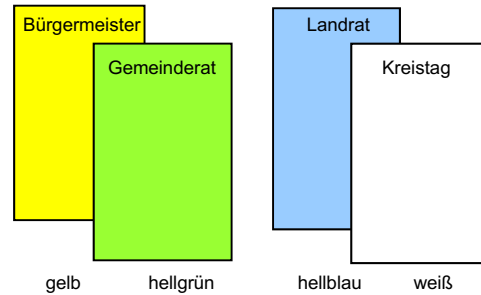 Bürgermeister
Gemeinderat
Landrat
Kreistag
gelb hellgrün hellblau weiß